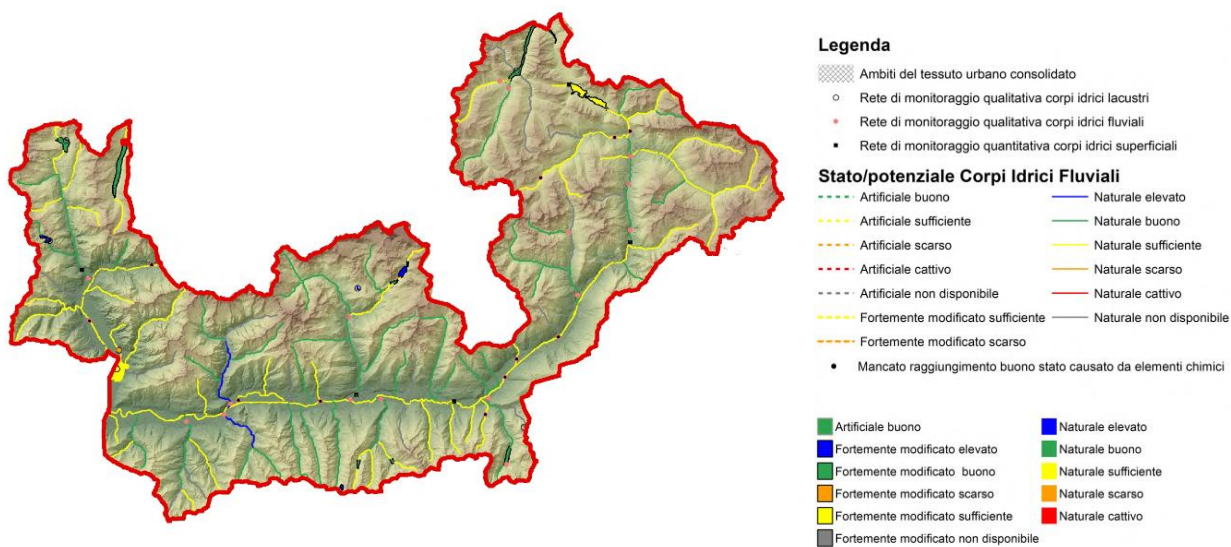 Legenda
Ambiti del tessuto urbano consolidato
Rete di monitoraggio qualitativa corpi idrici lacustri
Rete di monitoraggio qualitativa corpi idrici fluviali
Rete di monitoraggio quantitativa corpi idrici superficiali
Stato/potenziale Corpi Idrici Fluviali
Artificiale buono
Artificiale sufficiente
Artificiale scarso
Artificiale cattivo
Artificiale non disponibile
Fortemente modificato sufficiente
Fortemente modificato scarso
Naturale elevato
Naturale buono
Naturale sufficiente
Naturale scarso
Naturale cattivo
Naturale non disponibile
Mancato raggiungimento buono stato causato da elementi chimici
Artificiale buono
Fortemente modificato elevato
Fortemente modificato buono
Fortemente modificato scarso
Fortemente modificato sufficiente
Fortemente modificato non disponibile
Naturale elevato
Naturale buono
Naturale sufficiente
Naturale scarso
Naturale cattivo